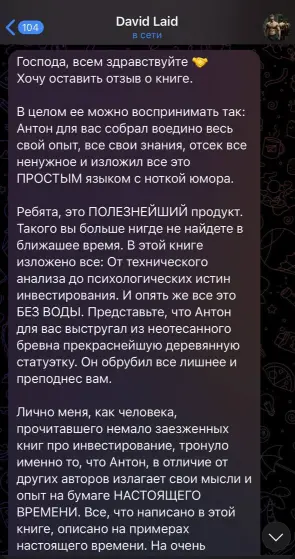 104
David Laid
в сети
Господа, всем здравствуйте 🤝
Хочу оставить отзыв о книге.
В целом ее можно воспринимать так:
Антон для вас собрал воедино весь
свой опыт, все свои знания, отсек все
ненужное и изложил все это
ПРОСТЫМ языком с ноткой юмора.
Ребята, это ПОЛЕЗНЕЙШИЙ продукт.
Такого вы больше нигде не найдете в
ближашее время. В этой книге
изложено все: От технического
анализа до психологических истин
инвестирования. И опять же все это
БЕЗ ВОДЫ. Представьте, что Антон
для вас выстругал из неотесанного
бревна прекраснейшую деревянную
статуэтку. Он обрубил все лишнее и
преподнес вам.
Лично меня, как человека,
прочитавшего немало заезженных
книг про инвестирование, тронуло
именно то, что Антон, в отличие от
других авторов излагает свои мысли и
опыт на бумаге НАСТОЯЩЕГО
ВРЕМЕНИ. Все, что написано в этой
книге, описано на примерах
настоящего времени. На очень